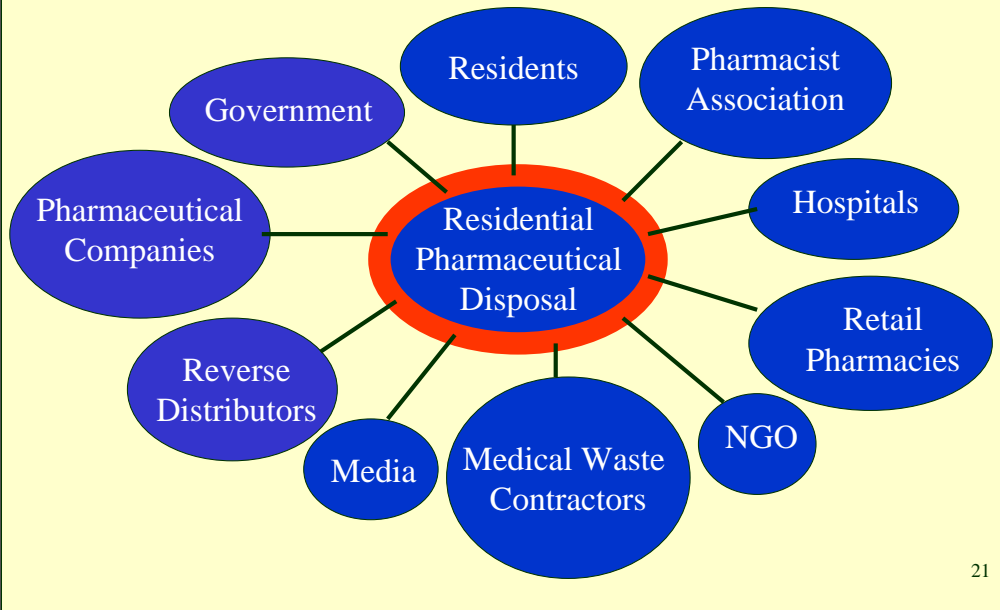 Residents
Pharmacist
Association
Government
Hospitals
Pharmaceutical
Companies
Residential
Pharmaceutical
Disposal
Retail
Pharmacies
Reverse
Distributors
Media
Medical Waste
Contractors
NGO
21